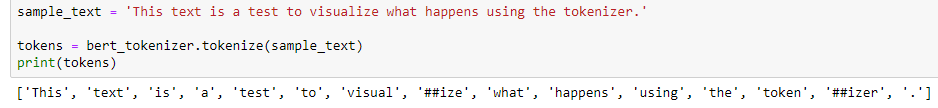 sample_text = 'This text is a test to visualize what happens using the tokenizer.'
tokens = bert_tokenizer.tokenize(sample_text)
print(tokens)
['This', 'text', 'is', 'a', 'test', 'to', 'visual', '##ize', 'what', 'happens', 'using', 'the', 'token', '##izer', '.']